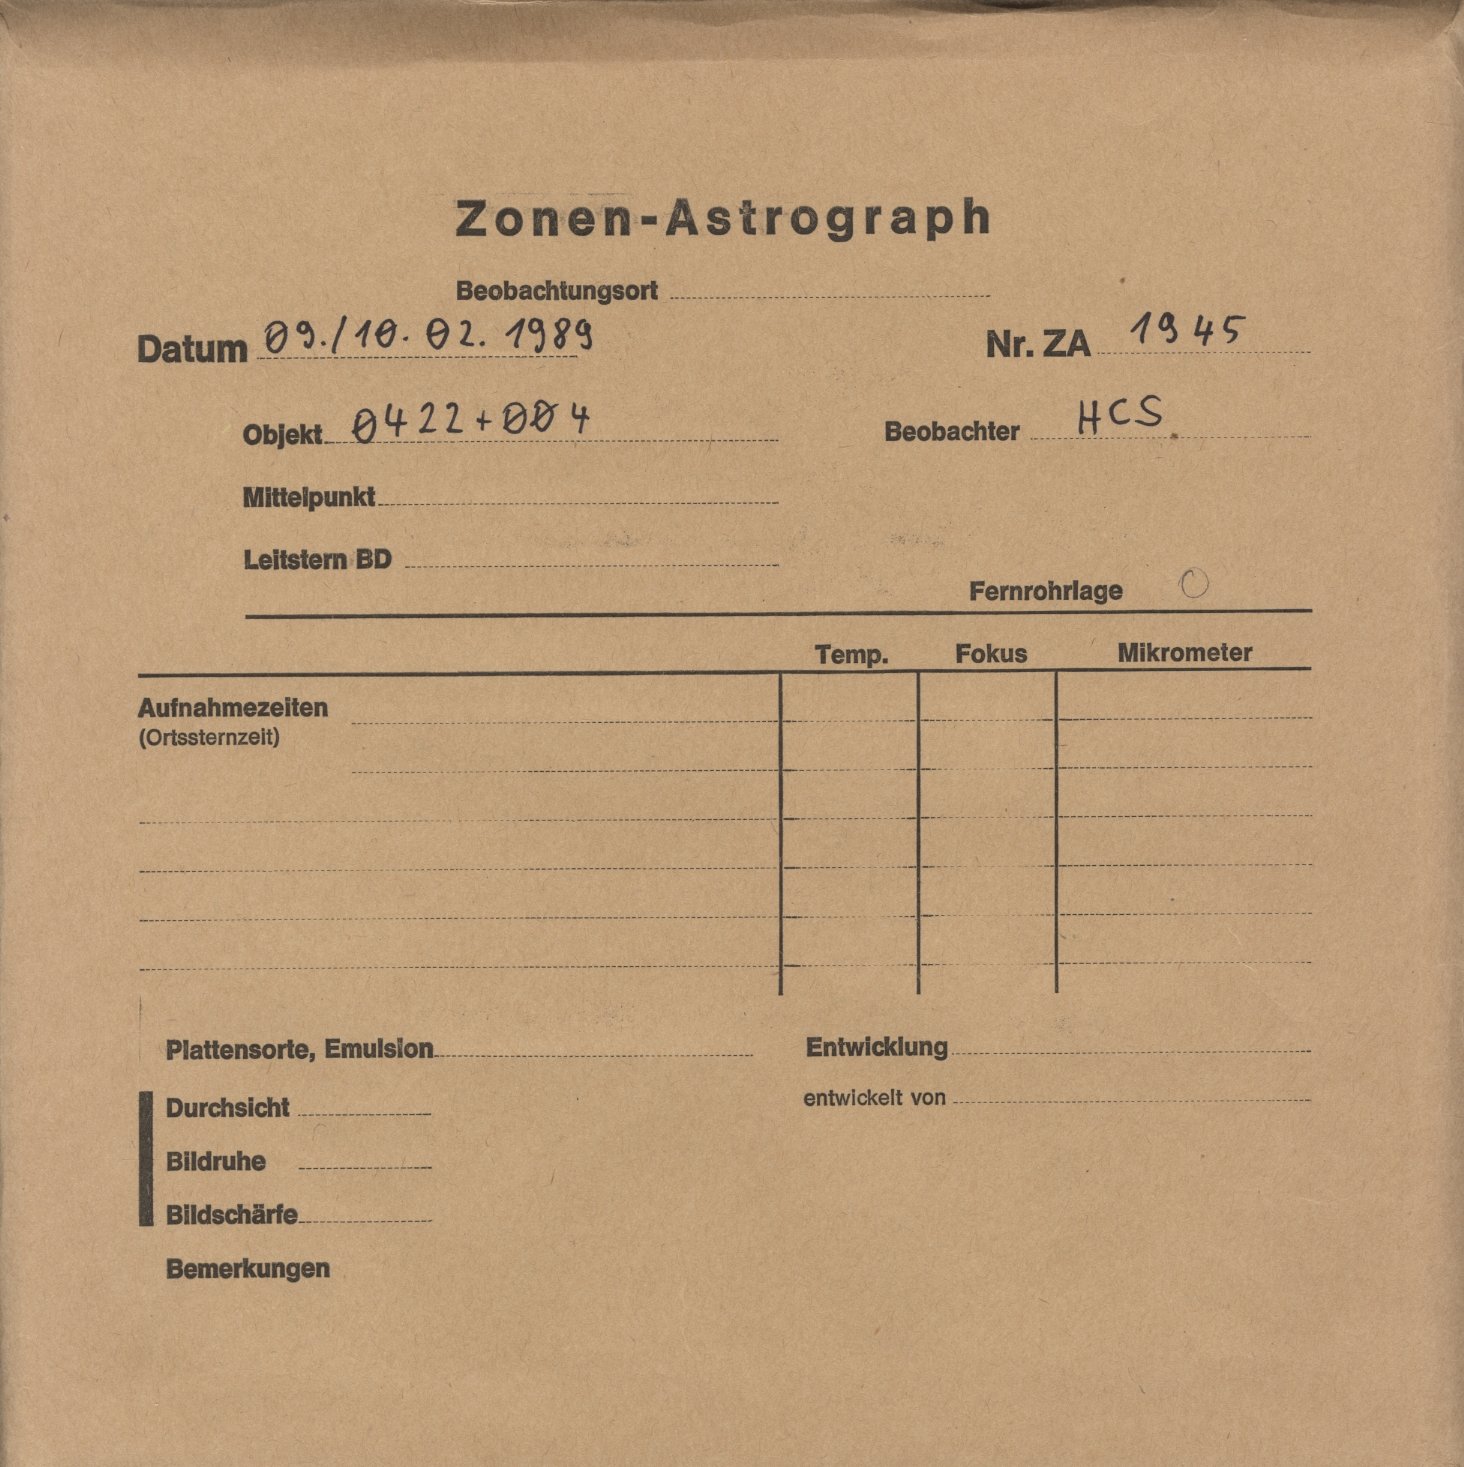 Zonen-Astrograph
Beobachtungsort
Datum 09./10. 02. 1989
Nr. ZA 1945
Objekt 0422+004
Beobachter HCS
Mittelpunkt
Leitstern BD
Fernrohrlage O
Temp. Fokus Mikrometer
Aufnahmezeiten
(Ortssternzeit)
Plattensorte, Emulsion
Entwicklung
Durchsicht
entwickelt von
Bildruhe
Bildschärfe
Bemerkungen